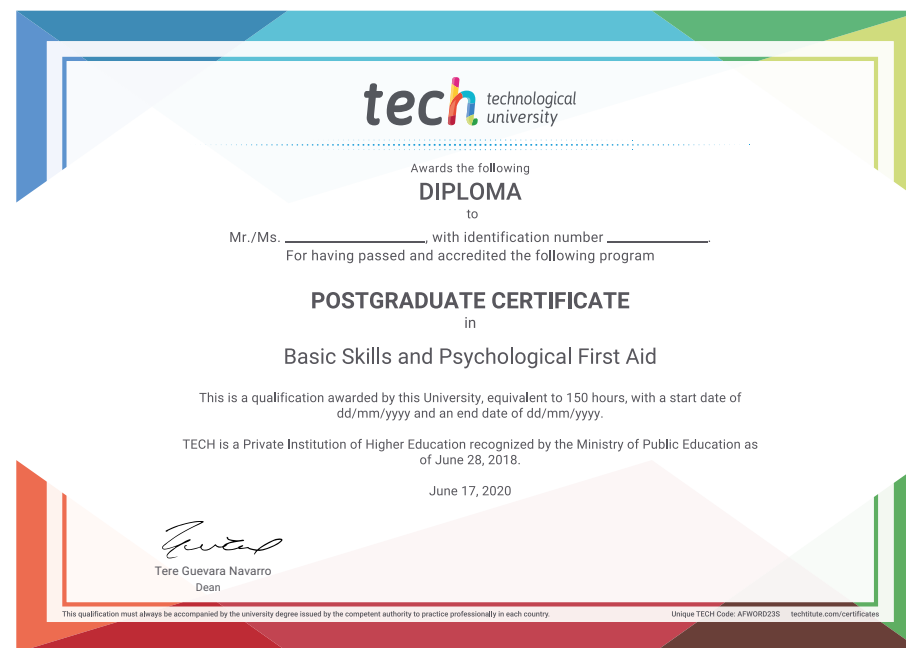 tech technological
university
Awards the following
DIPLOMA
to
Mr./Ms. ____________________, with identification number ______________.
For having passed and accredited the following program
POSTGRADUATE CERTIFICATE
in
Basic Skills and Psychological First Aid
This is a qualification awarded by this University, equivalent to 150 hours, with a start date of
dd/mm/yyyy and an end date of dd/mm/yyyy.
TECH is a Private Institution of Higher Education recognized by the Ministry of Public Education as
of June 28, 2018.
June 17, 2020
Tere Guevara Navarro
Dean
This qualification must always be accompanied by the university degree issued by the competent authority to practice professionally in each country.
Unique TECH Code: AFWORD23S techtitute.com/certificates